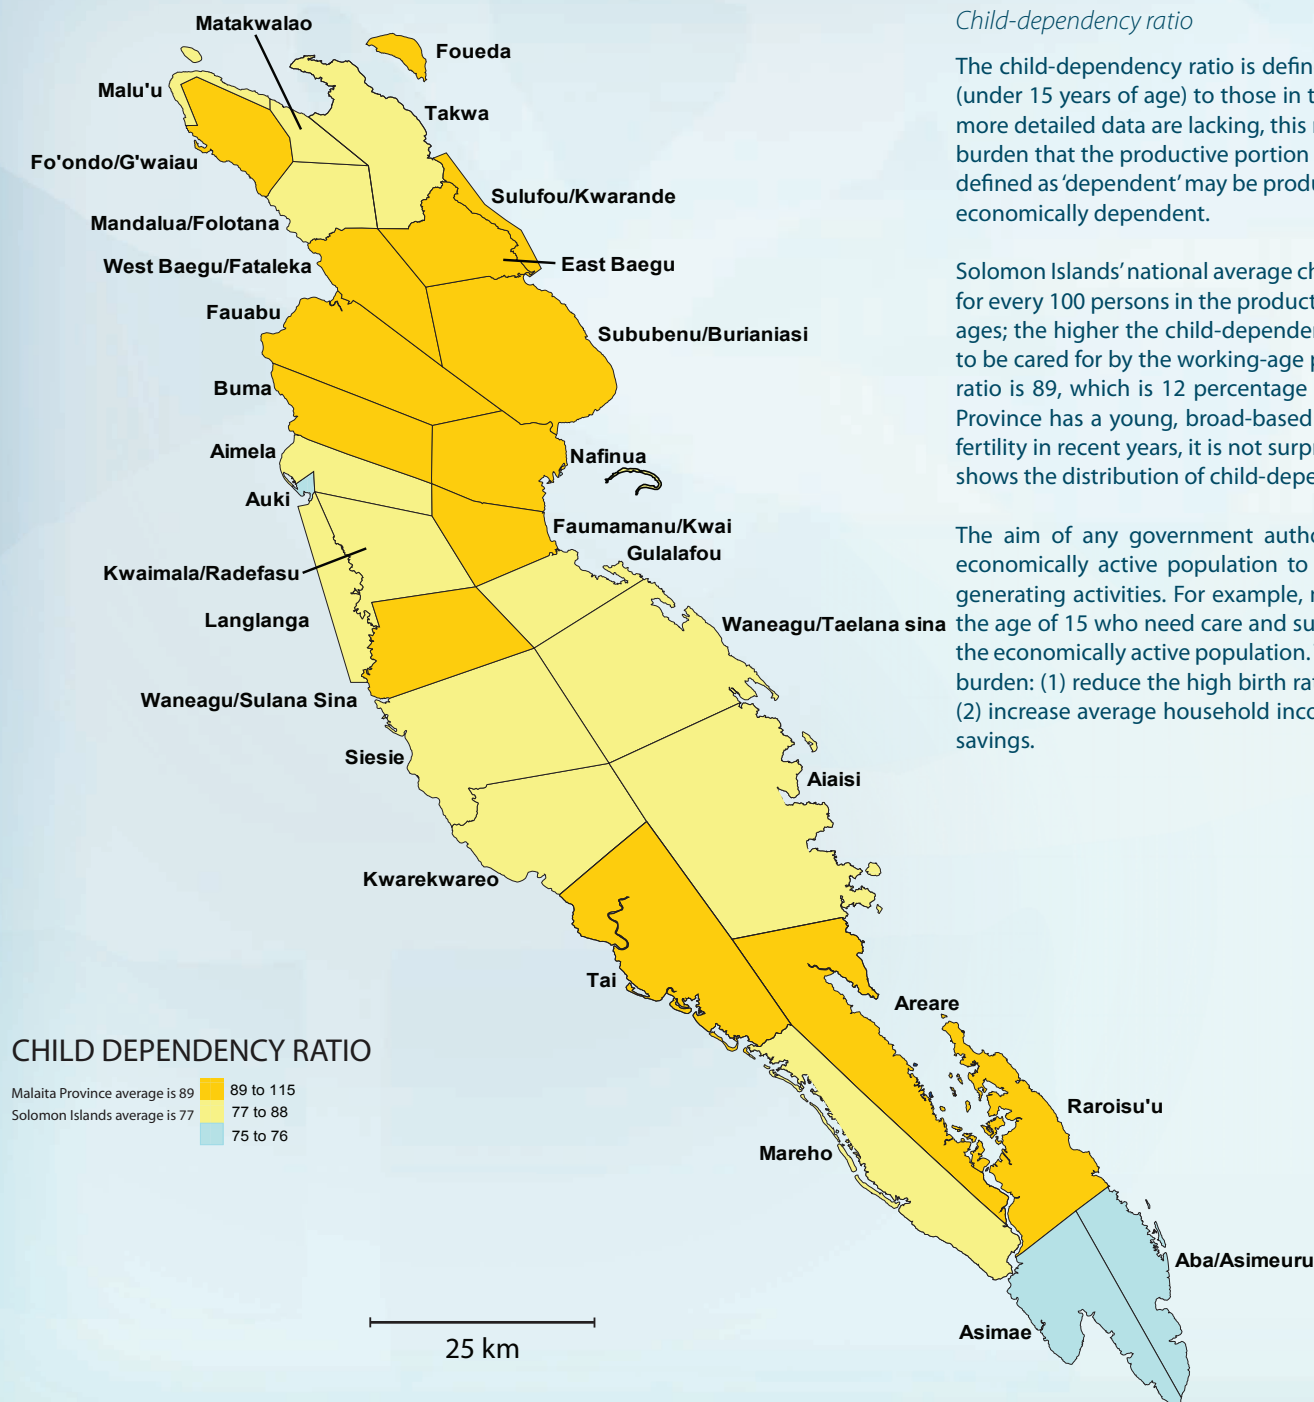 Child-dependency ratio
The child-dependency ratio is defin
(under 15 years of age) to those in t
more detailed data are lacking, this
burden that the productive portion
defined as ‘dependent’ may be produ
economically dependent.
Solomon Islands’ national average ch
for every 100 persons in the product
ages; the higher the child-depende
to be cared for by the working-age p
ratio is 89, which is 12 percentage
Province has a young, broad-based
fertility in recent years, it is not surpr
shows the distribution of child-depe
The aim of any government autho
economically active population to
generating activities. For example, r
the age of 15 who need care and su
the economically active population.
burden: (1) reduce the high birth rat
(2) increase average household inco
savings.
Matakwalao
Foueda
Malu'u
Takwa
Fo'ondo/G'waiau
Sulufou/Kwarande
Mandalua/Folotana
West Baegu/Fataleka
East Baegu
Fauabu
Sububenu/Burianiasi
Buma
Aimela
Nafinua
Auki
Faumamanu/Kwai
Gulalafou
Kwaimala/Radefasu
Langlanga
Waneagu/Taelana sina
Waneagu/Sulana Sina
Siesie
Aiaisi
Kwarekwareo
Tai
Areare
Raroisu'u
Mareho
Aba/Asimeuru
Asimae
CHILD DEPENDENCY RATIO
Malaita Province average is 89
Solomon Islands average is 77
89 to 115
77 to 88
75 to 76
25 km